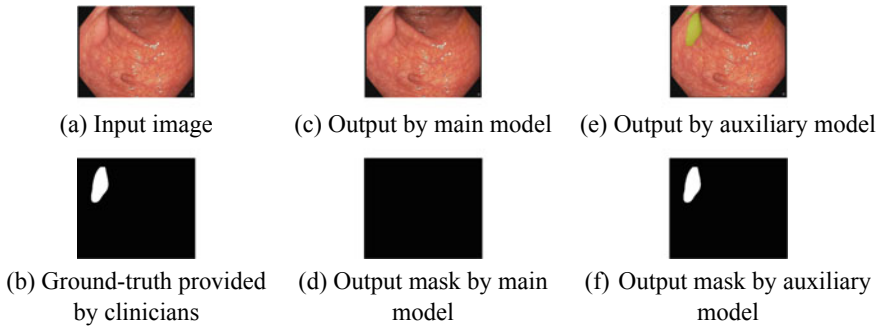 (a) Input image
(c) Output by main model
(e) Output by auxiliary model
(b) Ground-truth provided
by clinicians
(d) Output mask by main
model
(f) Output mask by auxiliary
model